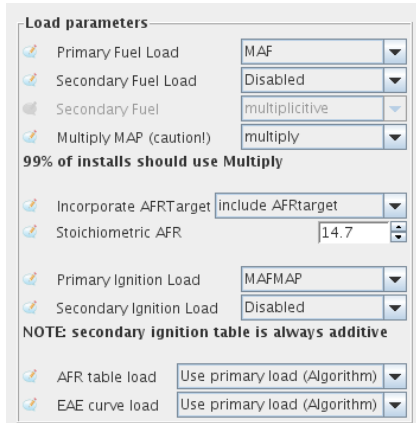 Load parameters
Primary Fuel Load MAF
Secondary Fuel Load Disabled
Secondary Fuel multiplicitive
Multiply MAP (caution!) multiply
99% of installs should use Multiply
Incorporate AFRTarget include AFRtarget
Stoichiometric AFR 14.7
Primary Ignition Load MAFMAP
Secondary Ignition Load Disabled
NOTE: secondary ignition table is always additive
AFR table load Use primary load (Algorithm)
EAE curve load Use primary load (Algorithm)